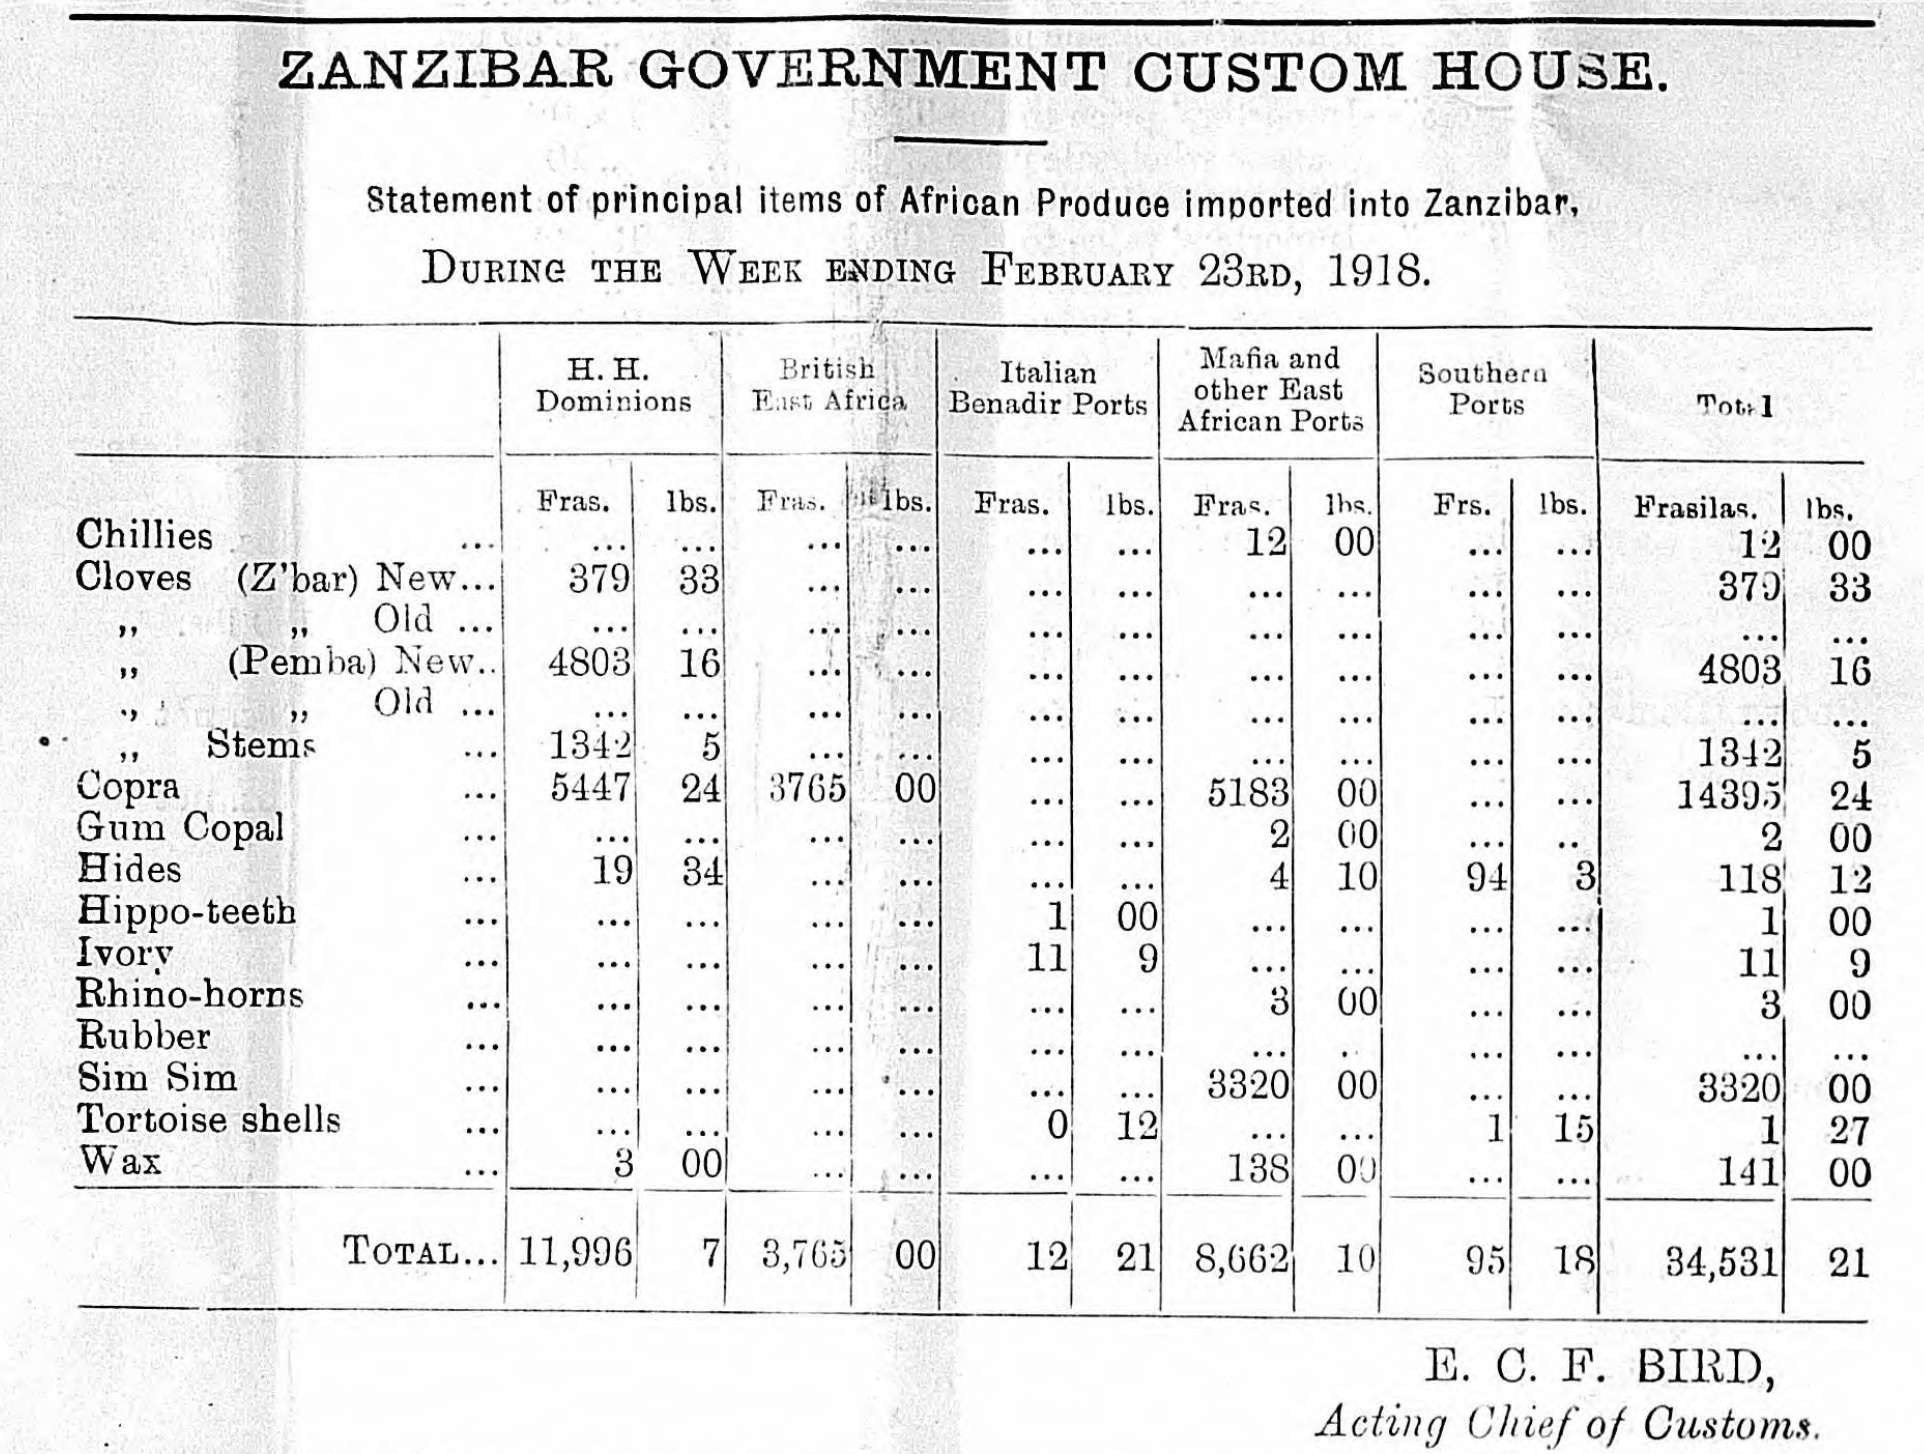 ZANZIBAR GOVERNMENT CUSTOM HOUSE.
Statement of principal items of African Produce imported into Zanzibar,
DURING THE WEEK ENDING FEBRUARY 23RD, 1918.
H. H. Dominions British East Africa Italian Benadir Ports Mafia and other East African Ports Southern Ports Total
Fras. lbs. Fras. lbs. Fras. lbs. Fras. lbs. Frs. lbs. Frasilas. lbs.
Chillies ... ... ... ... ... ... ... 12 00 ... ... 12 00
Cloves (Z'bar) New... 379 33 ... ... ... ... ... ... ... ... 379 33
„ „ Old ... ... ... ... ... ... ... ... ... ... ... ... ...
„ (Pemba) New.. 4803 16 ... ... ... ... ... ... ... ... 4803 16
„ „ Old ... ... ... ... ... ... ... ... ... ... ... ... ...
„ Stems ... 1342 5 ... ... ... ... ... ... ... ... 1342 5
Copra ... 5447 24 3765 00 ... ... 5183 00 ... ... 14395 24
Gum Copal ... ... ... ... ... ... ... 2 00 ... .. 2 00
Hides ... 19 34 ... ... ... ... 4 10 94 3 118 12
Hippo-teeth ... ... ... ... ... 1 00 ... ... ... ... 1 00
Ivory ... ... ... ... ... 11 9 ... ... ... ... 11 9
Rhino-horns ... ... ... ... ... ... ... 3 00 ... ... 3 00
Rubber ... ... ... ... ... ... ... ... . . ... ... ... ...
Sim Sim ... ... ... ... ... ... ... 3320 00 ... ... 3320 00
Tortoise shells ... ... ... ... ... 0 12 ... ... 1 15 1 27
Wax ... 3 00 ... ... ... ... 138 00 ... ... 141 00
TOTAL... 11,996 7 3,765 00 12 21 8,662 10 95 18 34,531 21
E. C. F. BIRD,
Acting Chief of Customs.